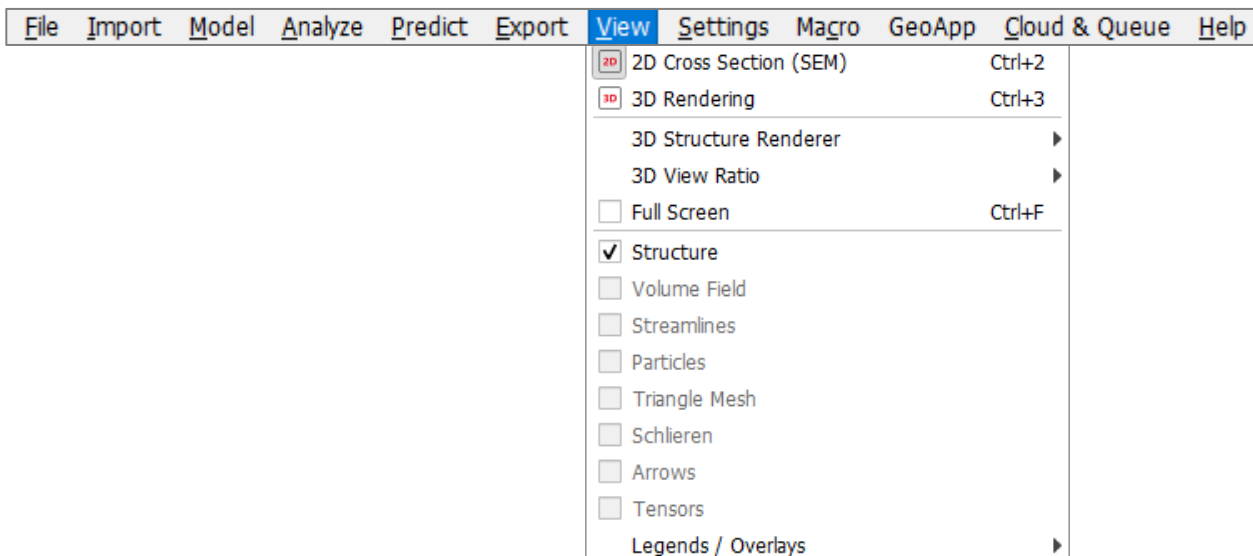 File Import Model Analyze Predict Export View Settings Macro GeoApp Cloud & Queue Help
2D 2D Cross Section (SEM) Ctrl+2
3D 3D Rendering Ctrl+3
3D Structure Renderer
3D View Ratio
Full Screen Ctrl+F
Structure
Volume Field
Streamlines
Particles
Triangle Mesh
Schlieren
Arrows
Tensors
Legends / Overlays